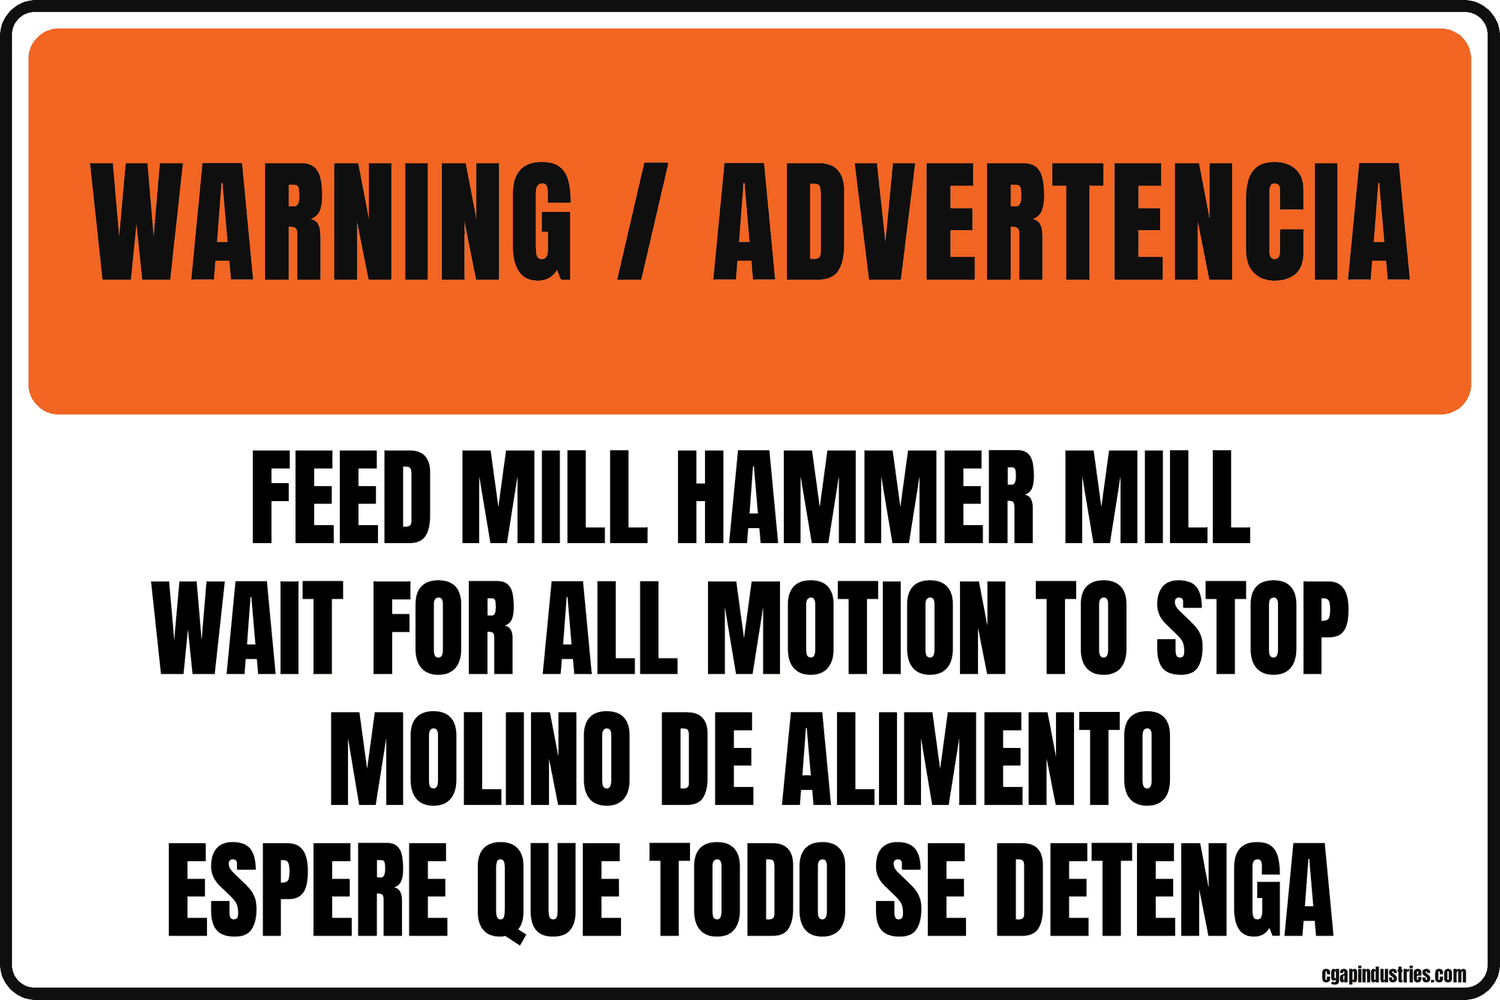 WARNING / ADVERTENCIA
FEED MILL HAMMER MILL
WAIT FOR ALL MOTION TO STOP
MOLINO DE ALIMENTO
ESPERE QUE TODO SE DETENGA
cgapindustries.com